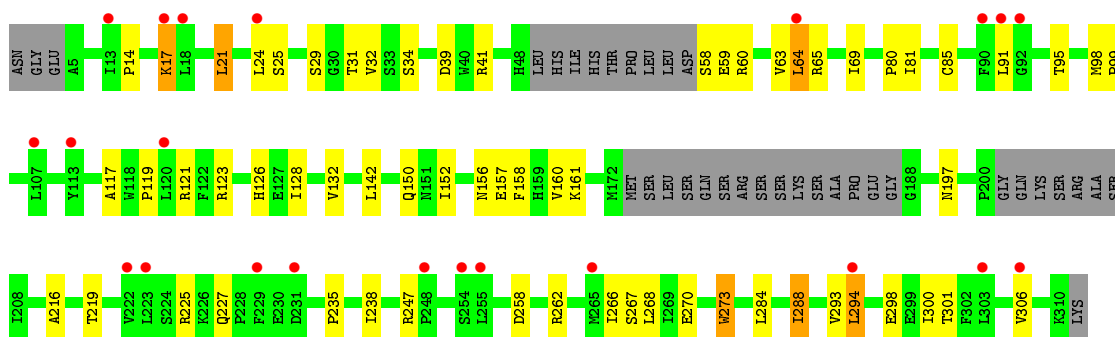 ASN GLY GLU A5 I13 P14 K17 L18 L21 L24 S25 S29 G30 T31 V32 S33 S34 D39 W40 R41 H48 LEU HIS ILE HIS THR PRO LEU LEU ASP S58 E59 R60 V63 L64 R65 I69 P80 I81 C85 F90 L91 G92 T95 M98
L107 Y113 A117 W118 P119 L120 R121 F122 R123 H126 E127 I128 V132 L142 Q150 N151 I152 N156 E157 F158 H159 V160 K161 M172 MET SER LEU SER GLN SER ARG SER SER LYS SER ALA PRO GLU GLY G188 N197 P200 GLY GLN LYS SER ARG ALA SER
I208 A216 T219 V222 L223 S224 R225 K226 Q227 P228 F229 E230 D231 P235 I238 R247 P248 S254 L255 D258 R262 M265 I266 S267 L268 I269 E270 W273 L284 I288 V293 L294 E298 E299 I300 T301 F302 L303 V306 K310 LYS